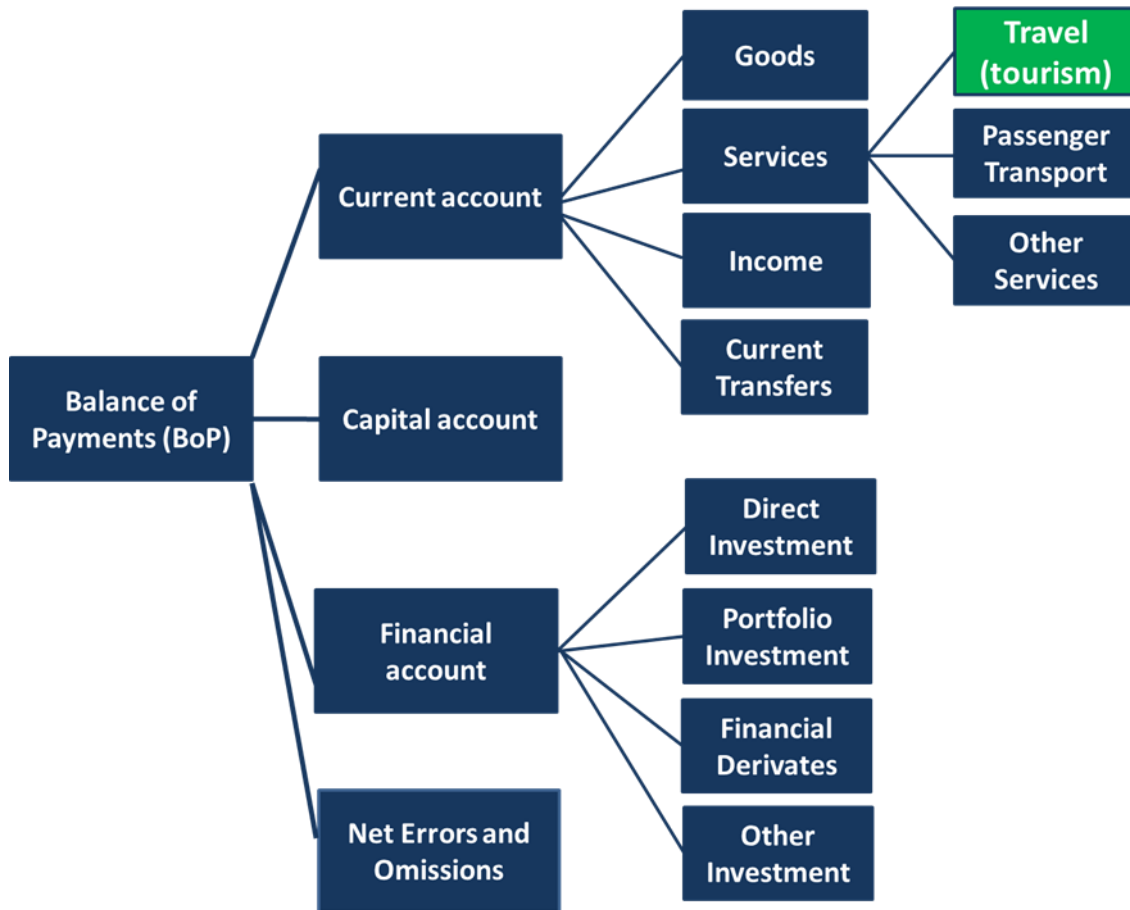 Balance of
Payments (BoP)
Current account
Goods
Services
Travel
(tourism)
Passenger
Transport
Other
Services
Income
Current
Transfers
Capital account
Financial
account
Direct
Investment
Portfolio
Investment
Financial
Derivates
Other
Investment
Net Errors and
Omissions